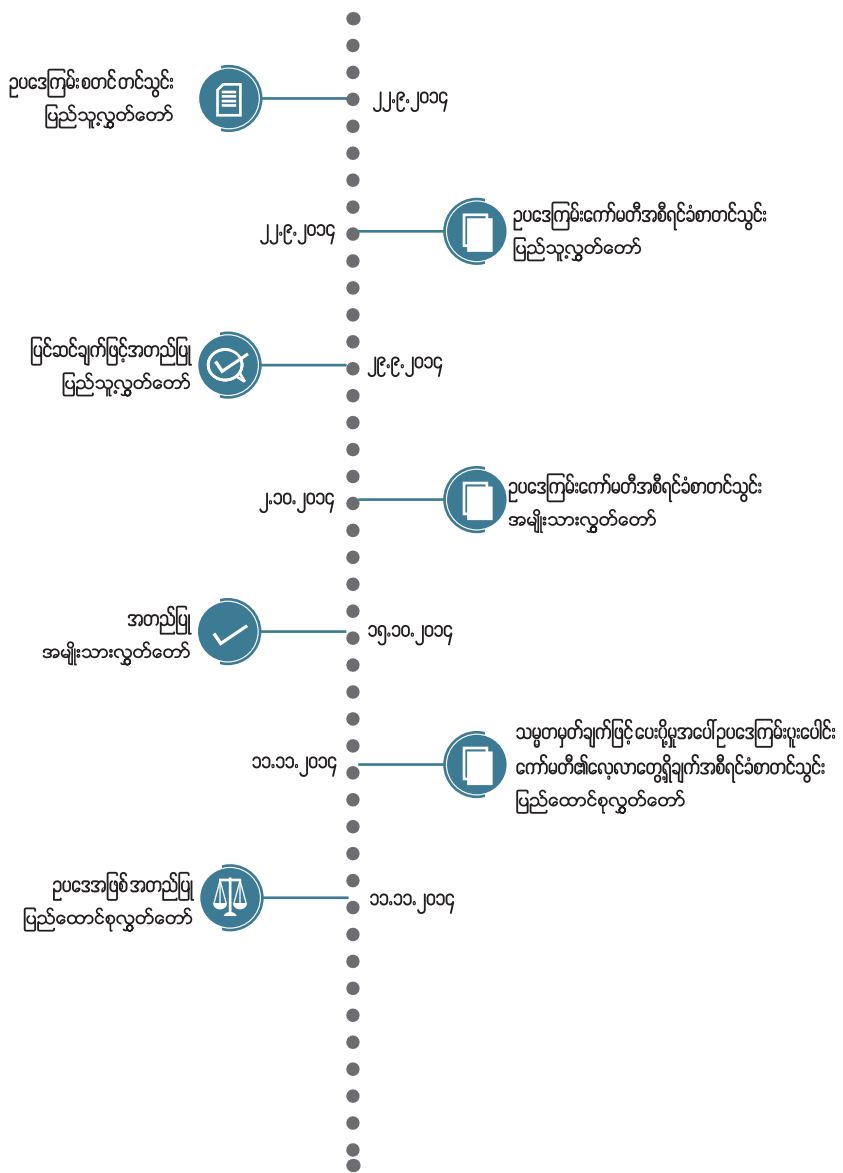 ဥပဒေကြမ်းစတင်တင်သွင်း
ပြည်သူ့လွှတ်တော်
၂၂.၉.၂၀၁၄
၂၂.၉.၂၀၁၄
ဥပဒေကြမ်းကော်မတီအစီရင်ခံစာတင်သွင်း
ပြည်သူ့လွှတ်တော်
ပြင်ဆင်ချက်ဖြင့်အတည်ပြု
ပြည်သူ့လွှတ်တော်
၂၉.၉.၂၀၁၄
၂.၁၀.၂၀၁၄
ဥပဒေကြမ်းကော်မတီအစီရင်ခံစာတင်သွင်း
အမျိုးသားလွှတ်တော်
အတည်ပြု
အမျိုးသားလွှတ်တော်
၁၅.၁၀.၂၀၁၄
၁၁.၁၁.၂၀၁၄
သမ္မတမှတ်ချက်ဖြင့် ပေးပို့မှုအပေါ် ဥပဒေကြမ်းပူးပေါင်း
ကော်မတီ၏လေ့လာတွေ့ရှိချက်အစီရင်ခံစာတင်သွင်း
ပြည်ထောင်စုလွှတ်တော်
ဥပဒေအဖြစ် အတည်ပြု
ပြည်ထောင်စုလွှတ်တော်
၁၁.၁၁.၂၀၁၄